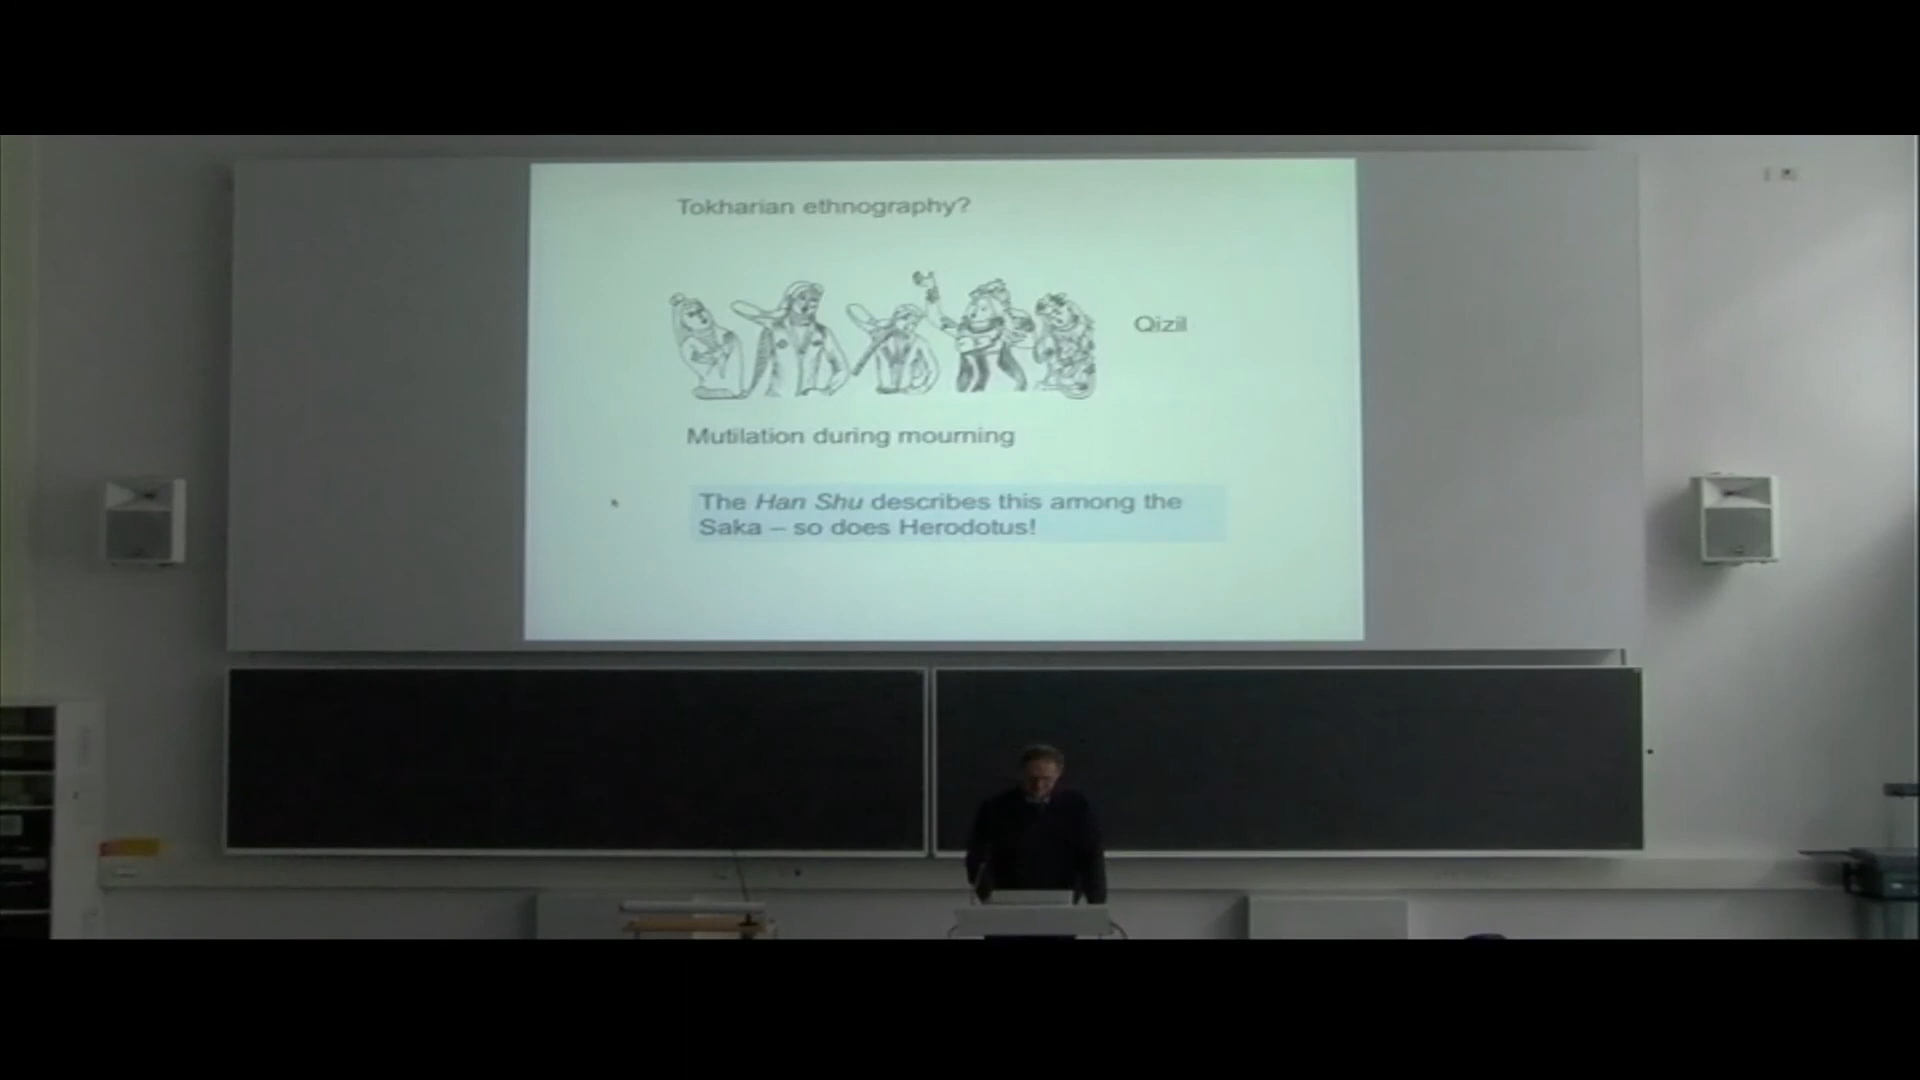 Tokharian ethnography?
Qizil
Mutilation during mourning
The Han Shu describes this among the
Saka – so does Herodotus!